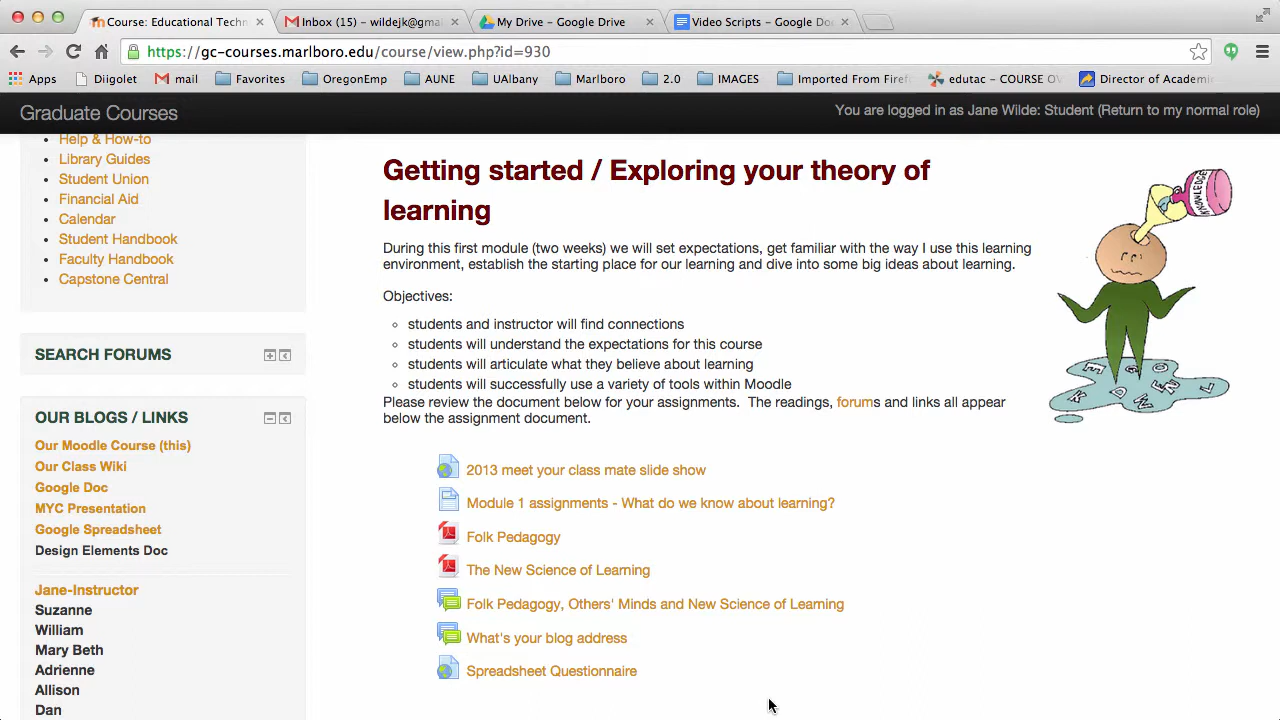 Course: Educational Techn
Inbox (15) – wildejk@gmai
My Drive – Google Drive
Video Scripts – Google Doc
https://gc-courses.marlboro.edu/course/view.php?id=930
Apps
Diigolet
mail
Favorites
OregonEmp
AUNE
UAlbany
Marlboro
2.0
IMAGES
Imported From Firef
edutac – COURSE OV
Director of Academi
Graduate Courses
You are logged in as Jane Wilde: Student (Return to my normal role)
Help & How-to
Library Guides
Student Union
Financial Aid
Calendar
Student Handbook
Faculty Handbook
Capstone Central
SEARCH FORUMS
OUR BLOGS / LINKS
Our Moodle Course (this)
Our Class Wiki
Google Doc
MYC Presentation
Google Spreadsheet
Design Elements Doc
Jane-Instructor
Suzanne
William
Mary Beth
Adrienne
Allison
Dan
Getting started / Exploring your theory of
learning
During this first module (two weeks) we will set expectations, get familiar with the way I use this learning
environment, establish the starting place for our learning and dive into some big ideas about learning.
Objectives:
students and instructor will find connections
students will understand the expectations for this course
students will articulate what they believe about learning
students will successfully use a variety of tools within Moodle
Please review the document below for your assignments. The readings, forums and links all appear
below the assignment document.
2013 meet your class mate slide show
Module 1 assignments - What do we know about learning?
Folk Pedagogy
The New Science of Learning
Folk Pedagogy, Others' Minds and New Science of Learning
What's your blog address
Spreadsheet Questionnaire
KNOWLEDGE